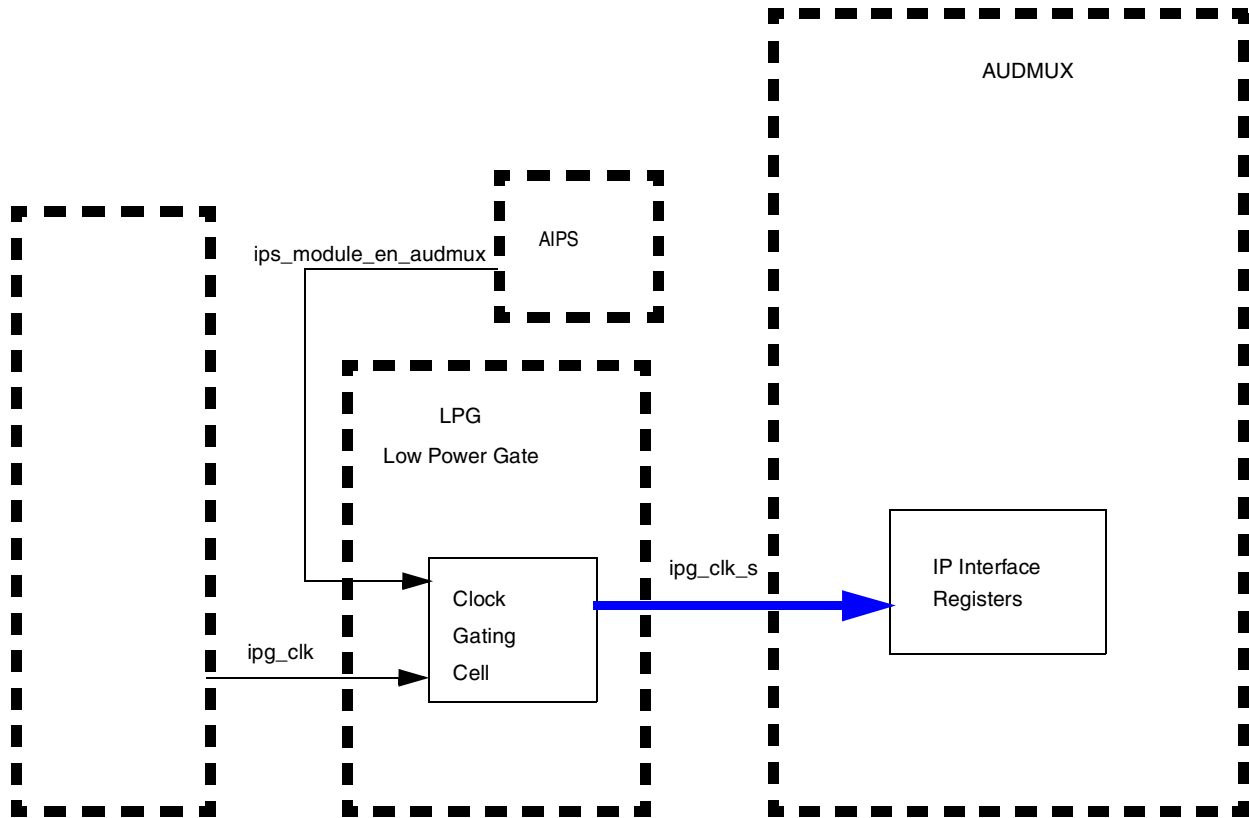 AUDMUX
AIPS
ips_module_en_audmux
LPG
Low Power Gate
ipg_clk_s
IP Interface
Registers
Clock
Gating
Cell
ipg_clk